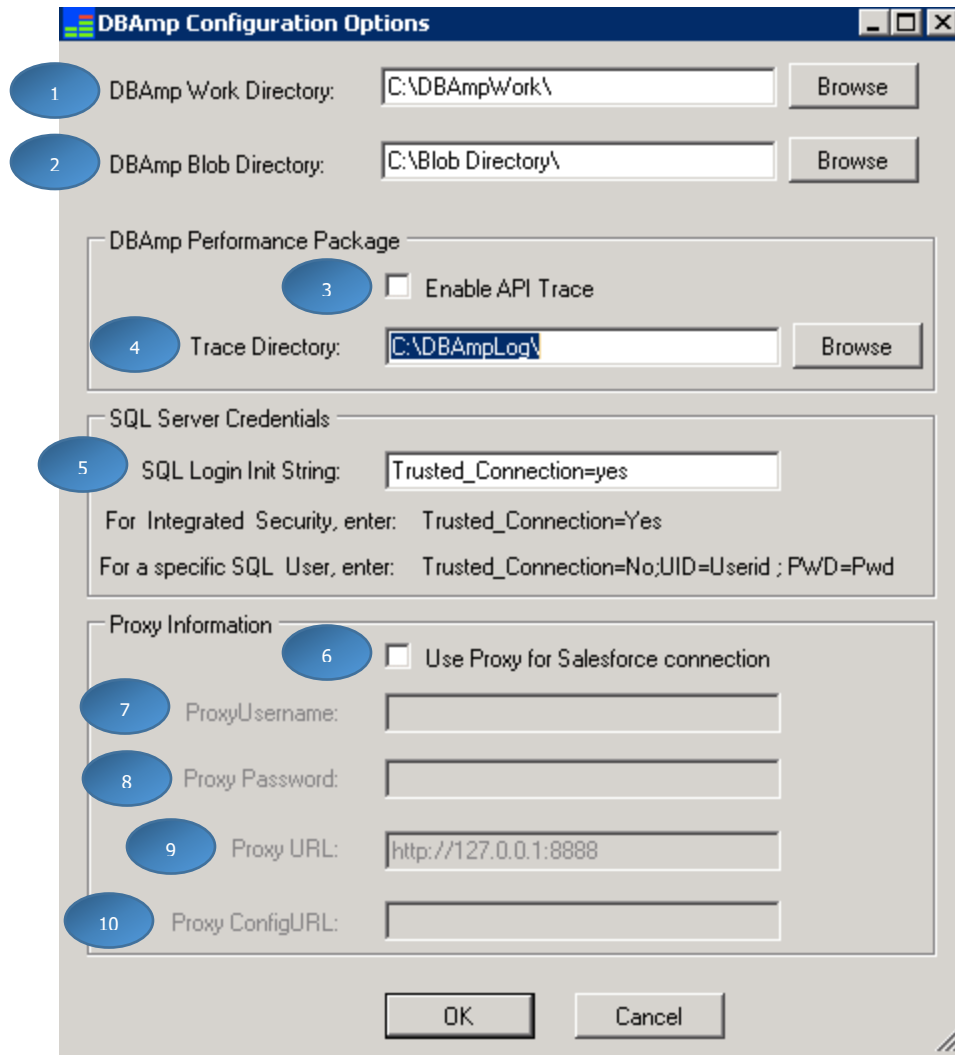 DBAmp Configuration Options
1 DBAmp Work Directory: C:\DBAmpWork\ Browse
2 DBAmp Blob Directory: C:\Blob Directory\ Browse
DBAmp Performance Package
3 Enable API Trace
4 Trace Directory: C:\DBAmpLog\ Browse
SQL Server Credentials
5 SQL Login Init String: Trusted_Connection=yes
For Integrated Security, enter: Trusted_Connection=Yes
For a specific SQL User, enter: Trusted_Connection=No;UID=Userid ; PWD=Pwd
Proxy Information
6 Use Proxy for Salesforce connection
7 ProxyUsername:
8 Proxy Password:
9 Proxy URL: http://127.0.0.1:8888
10 Proxy ConfigURL:
OK Cancel